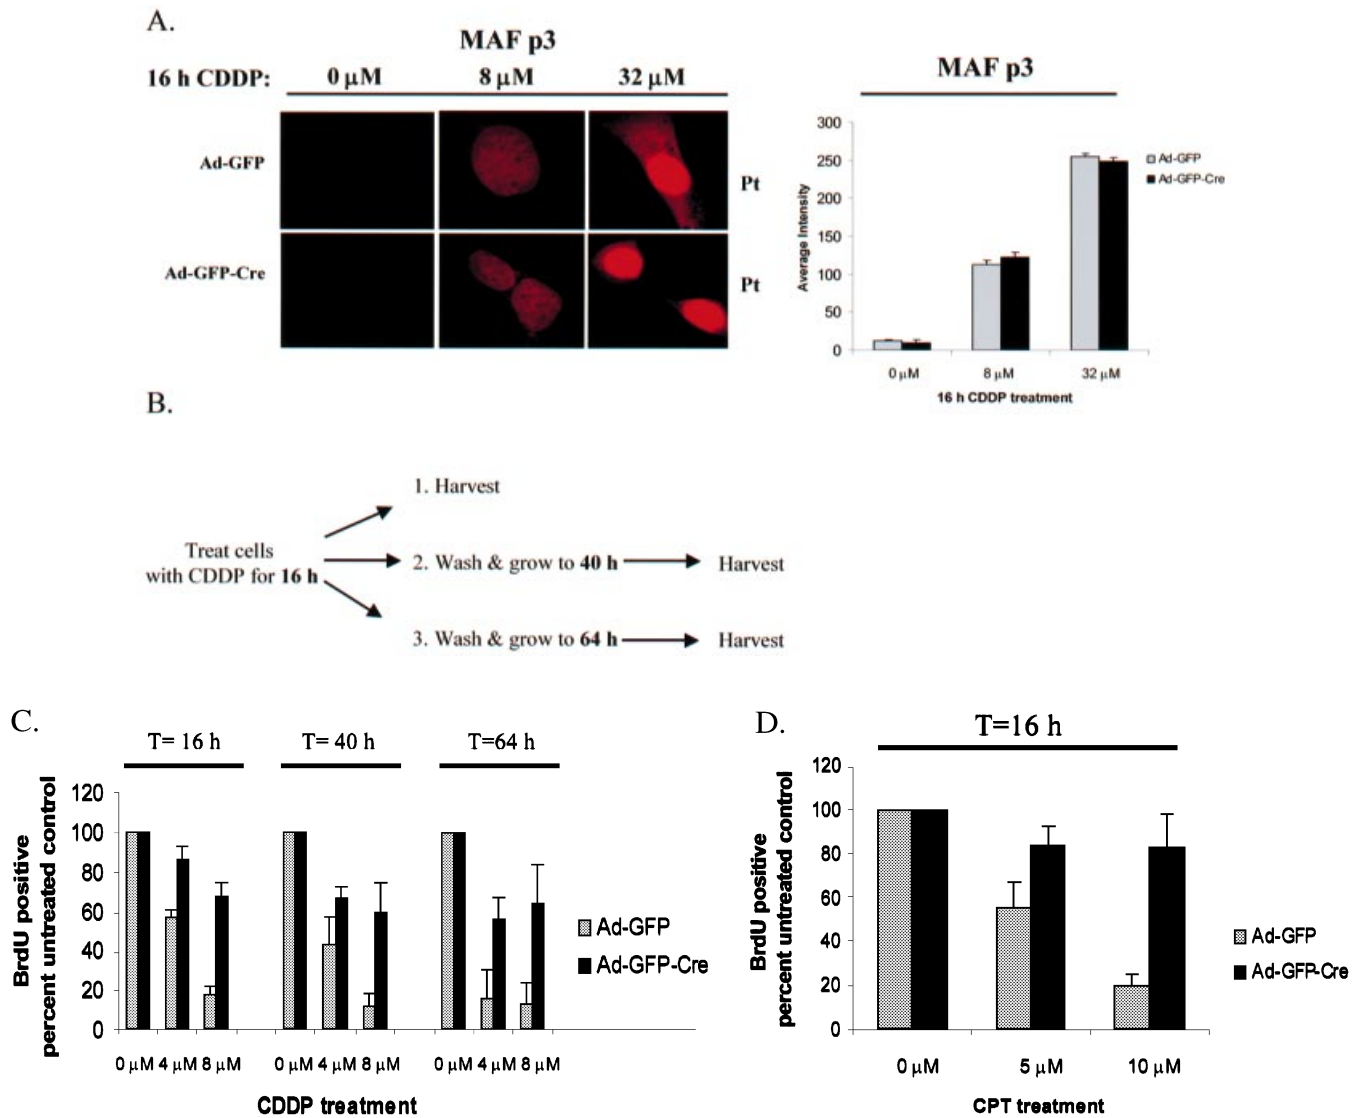 A.
MAF p3
16 h CDDP: 0 µM 8 µM 32 µM
Ad-GFP
Pt
Ad-GFP-Cre
Pt
MAF p3
300
250
200
150
100
50
0
Average Intensity
Ad-GFP
Ad-GFP-Cre
0 µM 8 µM 32 µM
16 h CDDP treatment
B.
Treat cells
with CDDP for 16 h
1. Harvest
2. Wash & grow to 40 h Harvest
3. Wash & grow to 64 h Harvest
C.
T= 16 h T= 40 h T=64 h
BrdU positive
percent untreated control
120
100
80
60
40
20
0
Ad-GFP
Ad-GFP-Cre
0 µM 4 µM 8 µM 0 µM 4 µM 8 µM 0 µM 4 µM 8 µM
CDDP treatment
D.
T=16 h
BrdU positive
percent untreated control
120
100
80
60
40
20
0
Ad-GFP
Ad-GFP-Cre
0 µM 5 µM 10 µM
CPT treatment